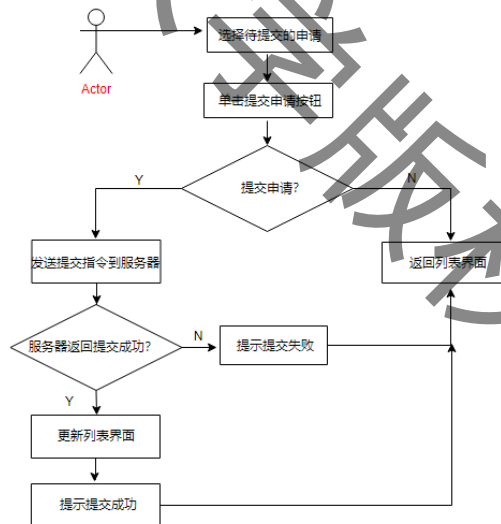 选择待提交的申请
Actor
单击提交申请按钮
提交申请?
Y
N
发送提交指令到服务器
返回列表界面
服务器返回提交成功?
N
提示提交失败
Y
更新列表界面
提示提交成功
学版权